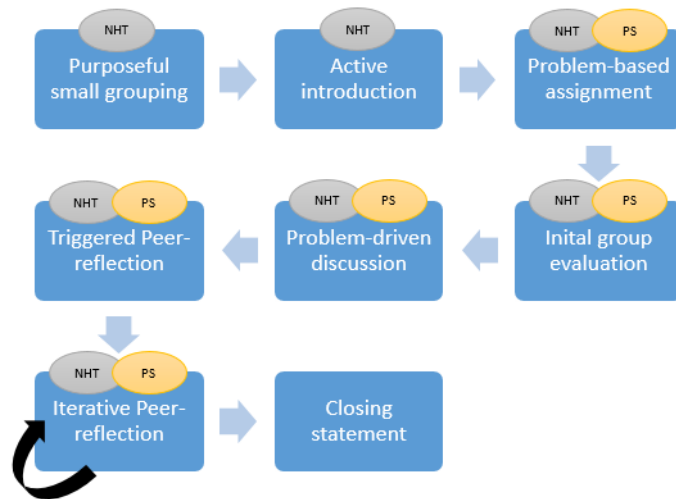 NHT
Purposeful
small grouping
NHT
Active
introduction
NHT PS
Problem-based
assignment
NHT PS
Inital group
evaluation
NHT PS
Problem-driven
discussion
NHT PS
Triggered Peer-
reflection
NHT PS
Iterative Peer-
reflection
Closing
statement